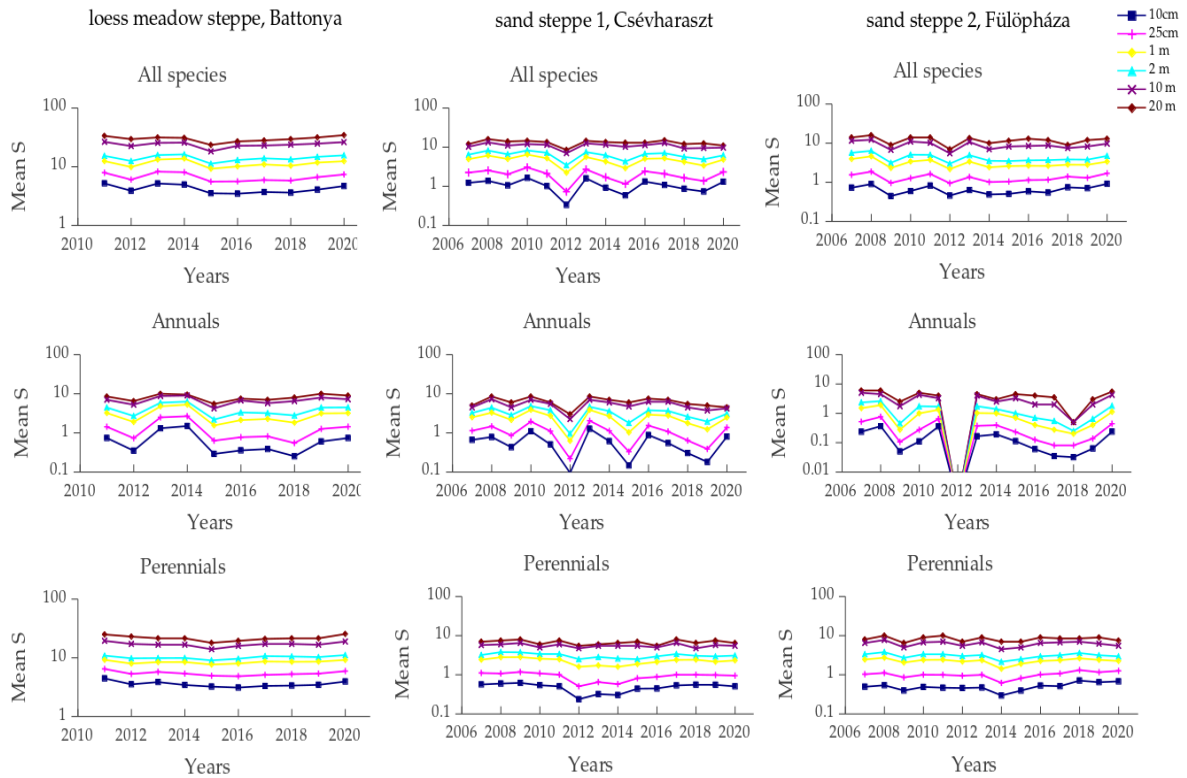 loess meadow steppe, Battonya
sand steppe 1, Csévharaszt
sand steppe 2, Fülöpháza
10cm
25cm
1 m
2 m
10 m
20 m
All species
100
10
1
Mean S
2010 2012 2014 2016 2018 2020
Years
All species
100
10
1
0.1
Mean S
2006 2008 2010 2012 2014 2016 2018 2020
Years
All species
100
10
1
0.1
Mean S
2006 2008 2010 2012 2014 2016 2018 2020
Years
Annuals
100
10
1
0.1
Mean S
2010 2012 2014 2016 2018 2020
Years
Annuals
100
10
1
0.1
Mean S
2006 2008 2010 2012 2014 2016 2018 2020
Years
Annuals
100
10
1
0.1
0.01
Mean S
2006 2008 2010 2012 2014 2016 2018 2020
Years
Perennials
100
10
1
Mean S
2010 2012 2014 2016 2018 2020
Years
Perennials
100
10
1
0.1
Mean S
2006 2008 2010 2012 2014 2016 2018 2020
Years
Perennials
100
10
1
0.1
Mean S
2006 2008 2010 2012 2014 2016 2018 2020
Years